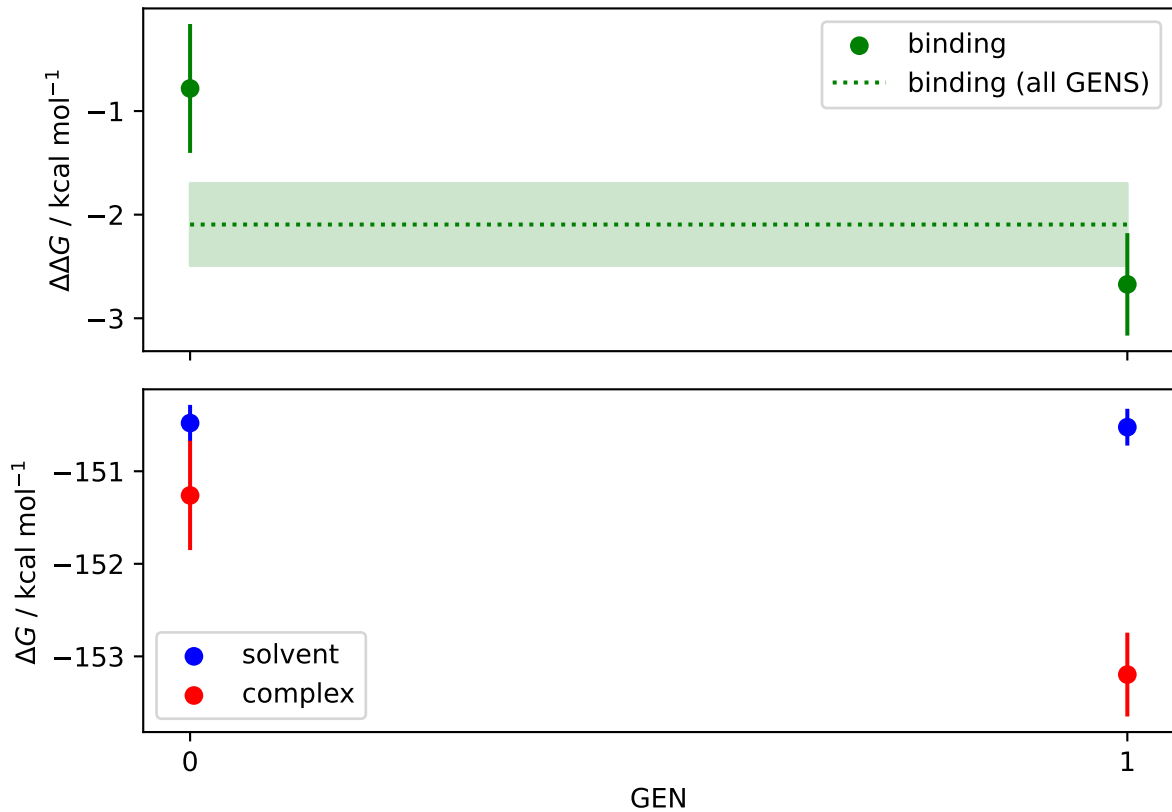 binding
binding (all GENS)
ΔΔG / kcal mol⁻¹
−1
−2
−3
ΔG / kcal mol⁻¹
−151
−152
−153
solvent
complex
0
1
GEN